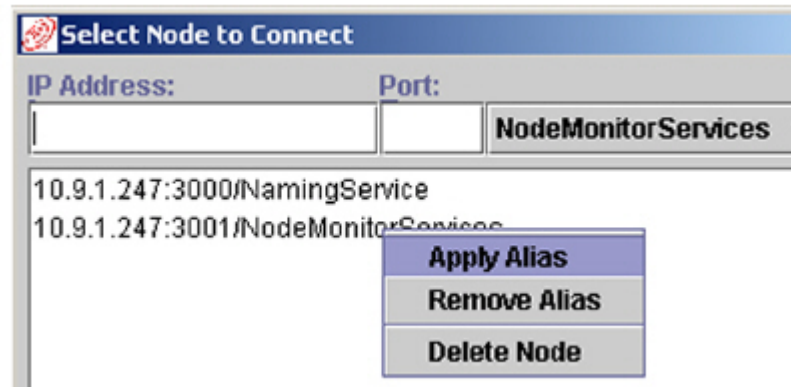 Select Node to Connect
IP Address: Port:
NodeMonitorServices
10.9.1.247:3000/NamingService
10.9.1.247:3001/NodeMonitorServices
Apply Alias
Remove Alias
Delete Node